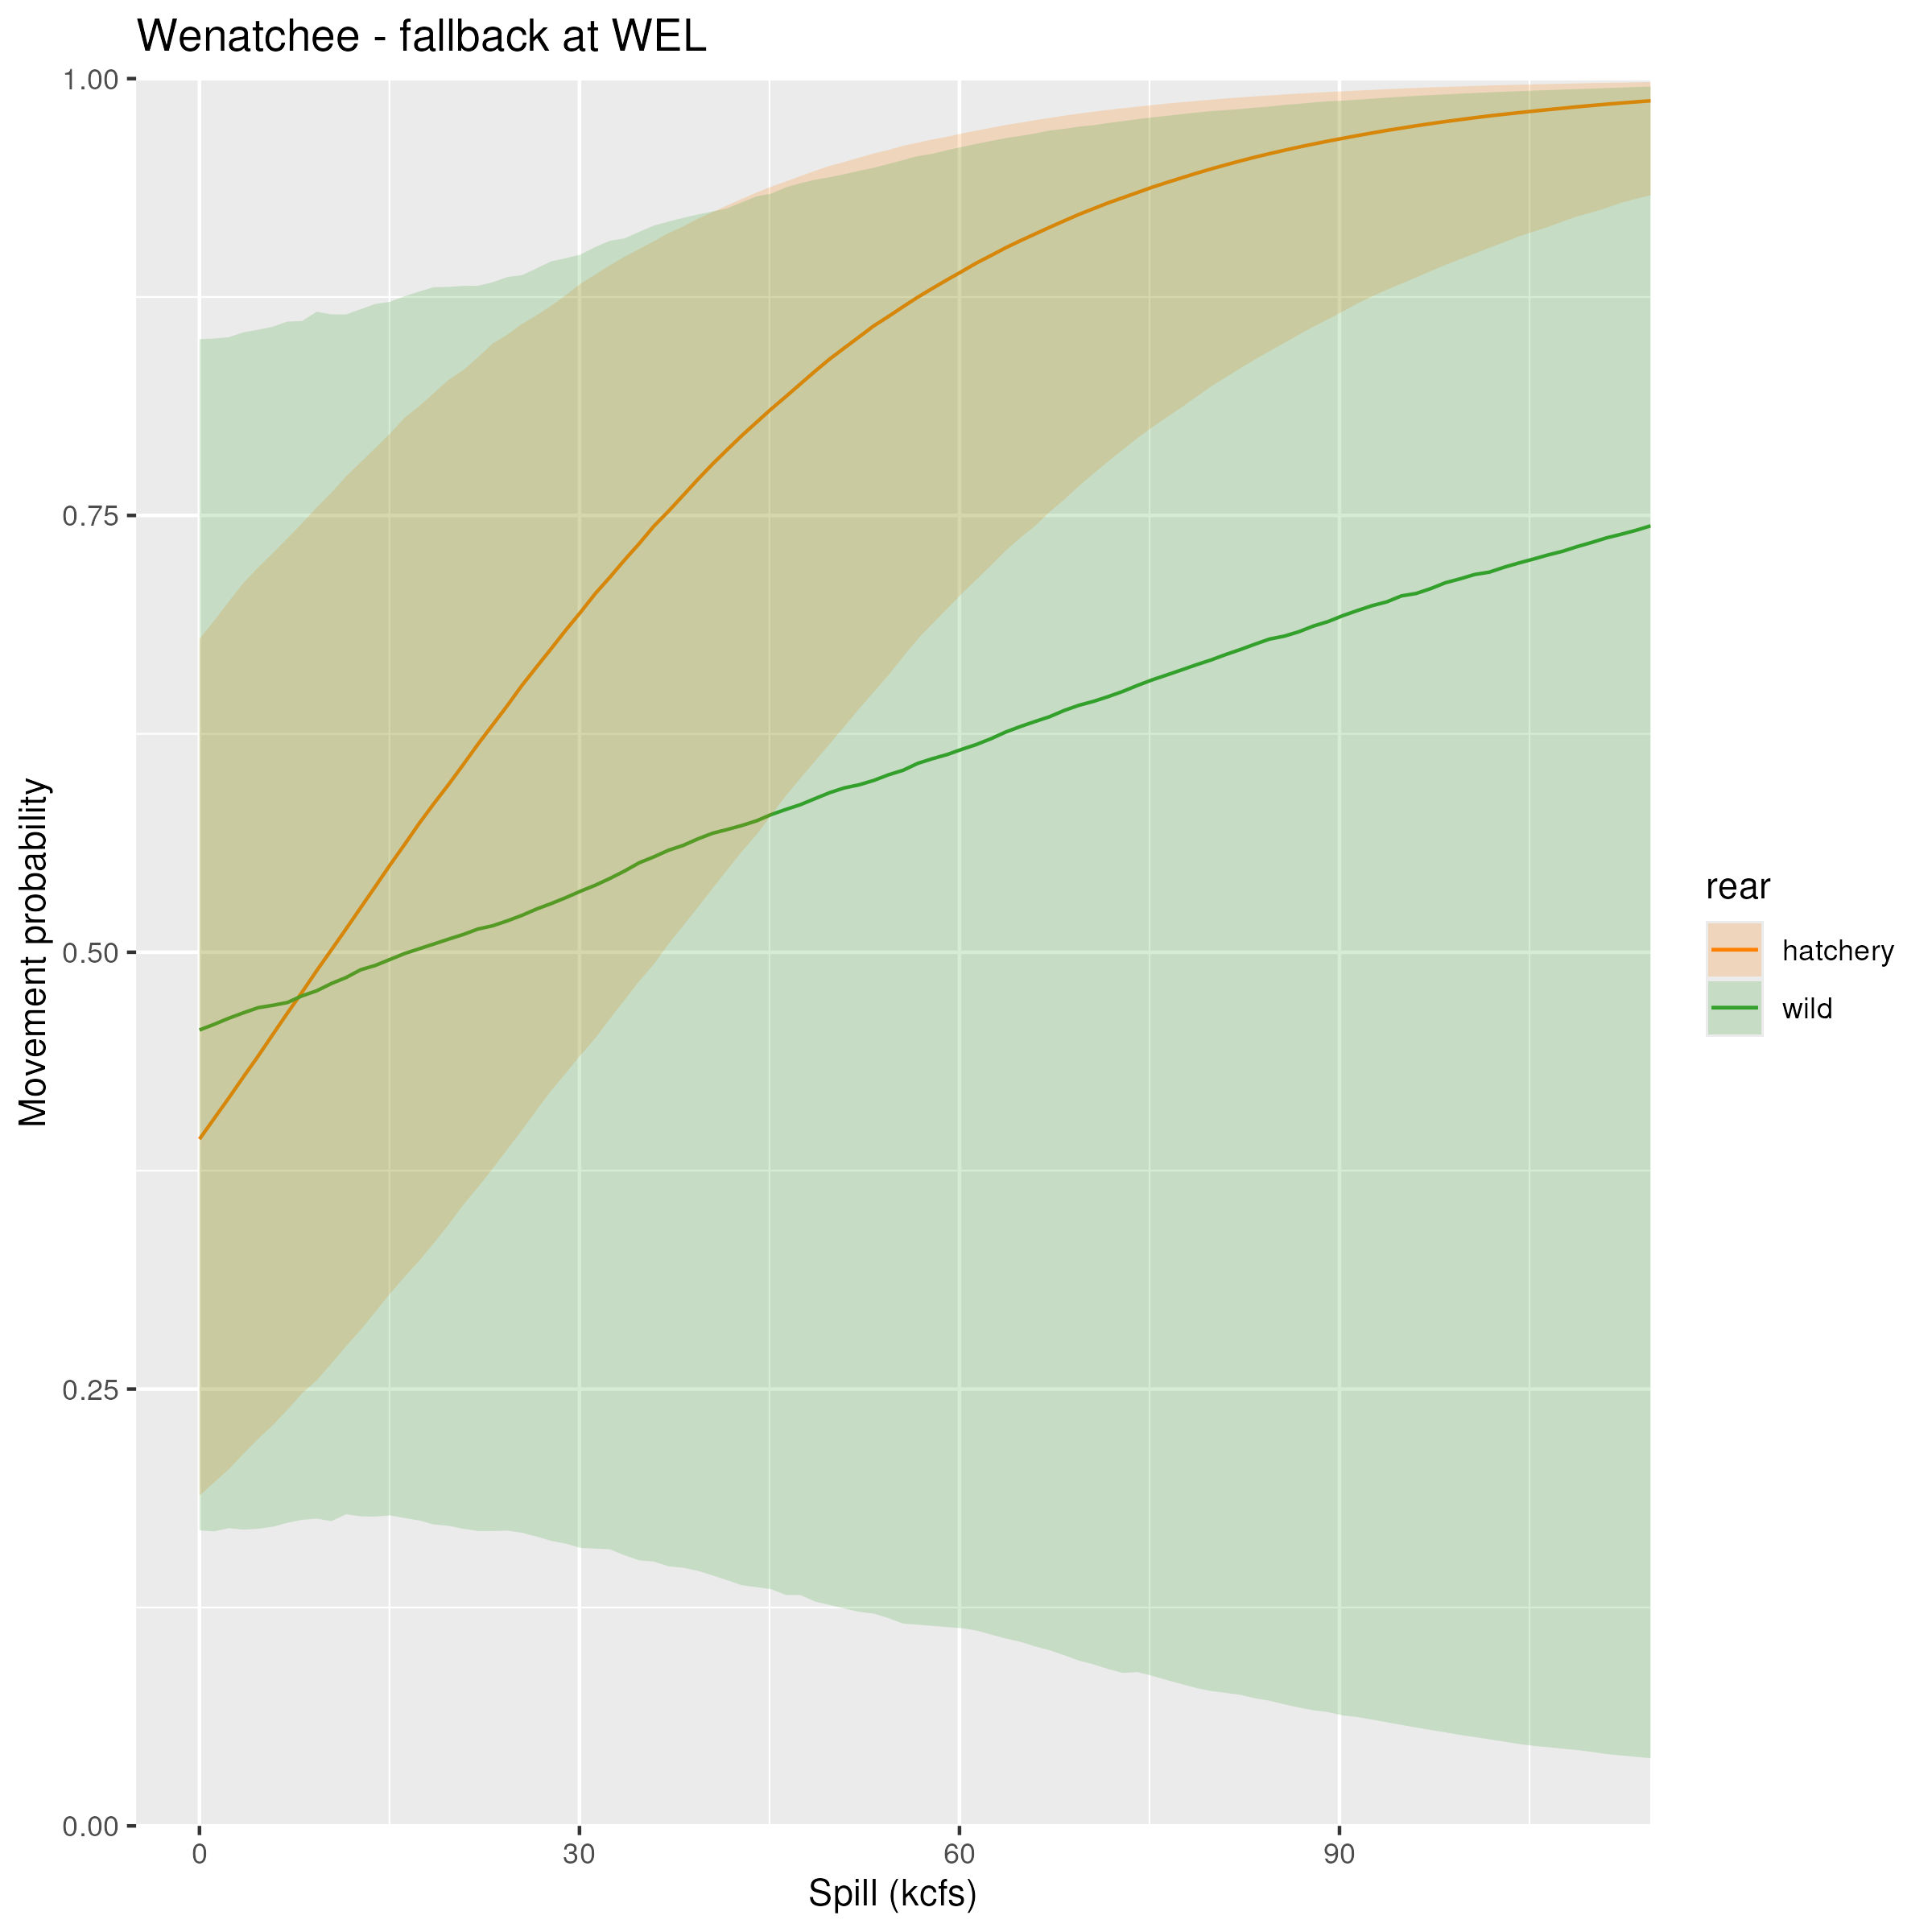 Wenatchee - fallback at WEL
1.00
0.75
0.50
0.25
0.00
Movement probability
0
30
60
90
Spill (kcfs)
rear
hatchery
wild